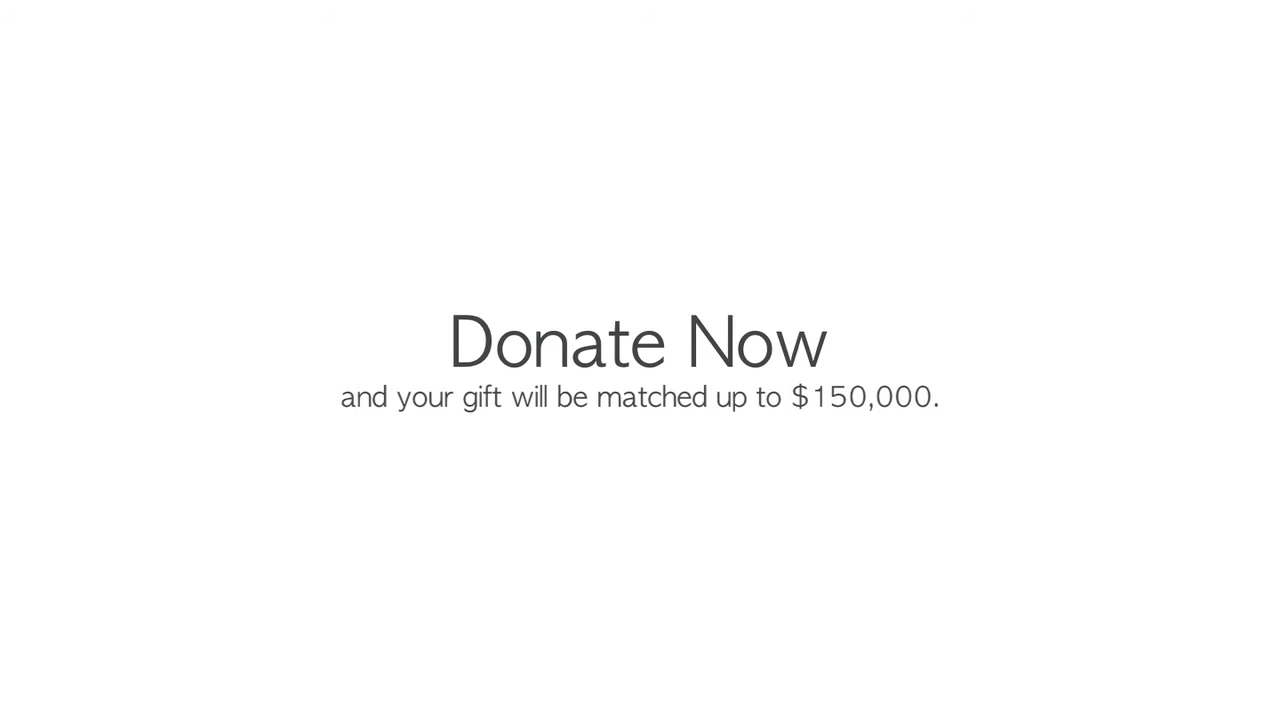 Donate Now
and your gift will be matched up to $150,000.